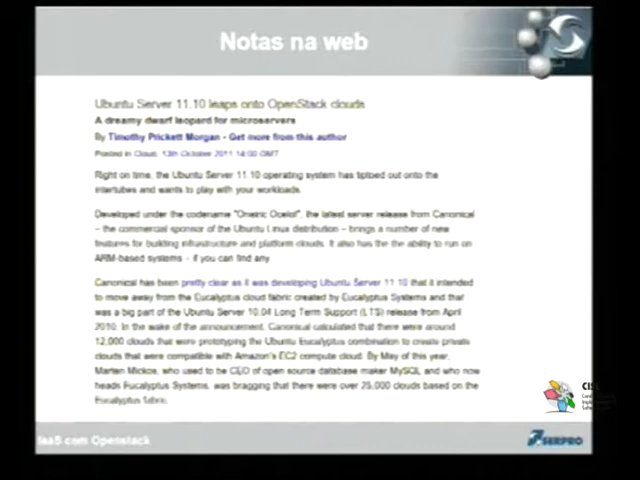 Notas na web
Ubuntu Server 11.10 leaps onto OpenStack clouds
A dreamy dwarf leopard for microservers
By Timothy Prickett Morgan - Get more from this author
Posted in Cloud, 13th October 2011 14:00 GMT
Right on time, the Ubuntu Server 11.10 operating system has tiptoed out onto the
intertubes and wants to play with your workloads.
Developed under the codename "Oneiric Ocelot", the latest server release from Canonical
– the commercial sponsor of the Ubuntu Linux distribution – brings a number of new
features for building infrastructure and platform clouds. It also has the the ability to run on
ARM-based systems - if you can find any
Canonical has been pretty clear as it was developing Ubuntu Server 11.10 that it intended
to move away from the Eucalyptus cloud fabric created by Eucalyptus Systems and that
was a big part of the Ubuntu Server 10.04 Long Term Support (LTS) release from April
2010. In the wake of the announcement, Canonical calculated that there were around
12,000 clouds that were prototyping the Ubuntu Eucalyptus combination to create private
clouds that were compatible with Amazon's EC2 compute cloud. By May of this year,
Marten Mickos, who used to be CEO of open source database maker MySQL and who now
heads Eucalyptus Systems, was bragging that there were over 25,000 clouds based on the
Eucalyptus fabric.
IaaS com Openstack
SERPRO